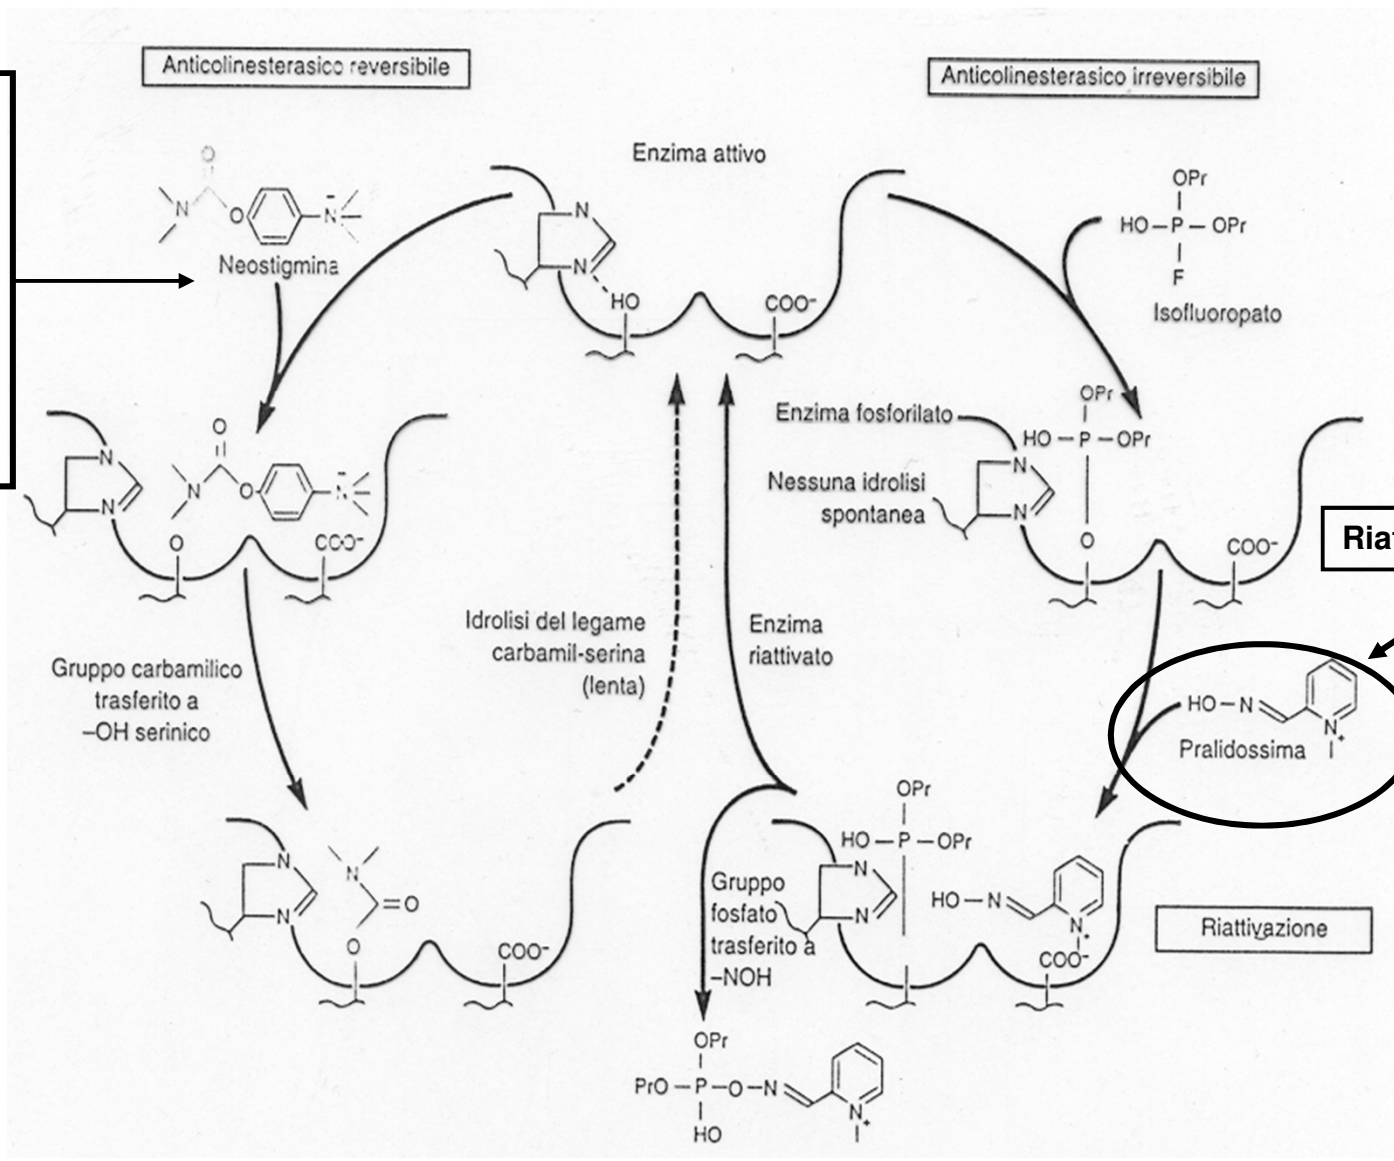 Anticolinesterasico reversibile
Anticolinesterasico irreversibile
Enzima attivo
O
N
O
N
Neostigmina
N
N
HO
COO⁻
OPr
HO–P–OPr
F
Isofluoropato
O
N
O
N
N
N
O
COO⁻
Enzima fosforilato
OPr
HO–P–OPr
Nessuna idrolisi
spontanea
N
N
O
COO⁻
Gruppo carbamilico
trasferito a
–OH serinico
Idrolisi del legame
carbamil-serina
(lenta)
Enzima
riattivato
HO–N
N⁺
Pralidossima
N
N
N
=O
O
COO⁻
Gruppo
fosfato
trasferito a
–NOH
OPr
HO–P–OPr
N
N
HO–N
N⁺
COO⁻
Riattivazione
OPr
PrO–P–O–N
HO
N⁺